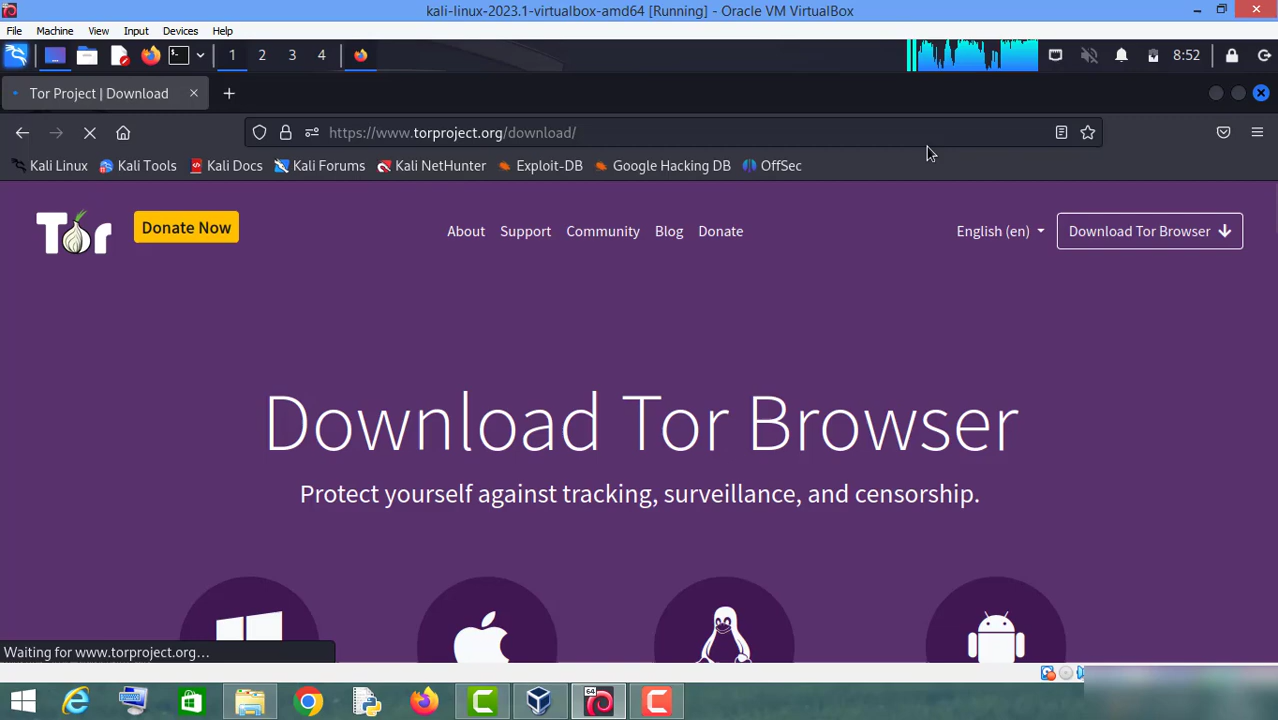 kali-linux-2023.1-virtualbox-amd64 [Running] - Oracle VM VirtualBox
File Machine View Input Devices Help
1 2 3 4 8:52
Tor Project | Download
https://www.torproject.org/download/
Kali Linux Kali Tools Kali Docs Kali Forums Kali NetHunter Exploit-DB Google Hacking DB OffSec
Tor Donate Now About Support Community Blog Donate English (en) Download Tor Browser
Download Tor Browser
Protect yourself against tracking, surveillance, and censorship.
Waiting for www.torproject.org…
64